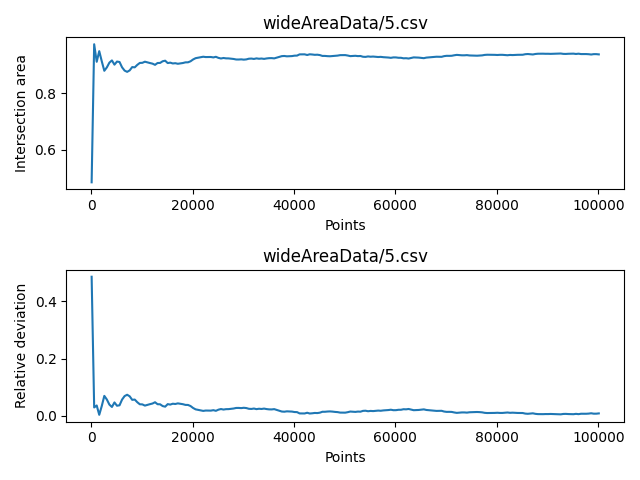 wideAreaData/5.csv
Intersection area
0.8
0.6
0 20000 40000 60000 80000 100000
Points
wideAreaData/5.csv
Relative deviation
0.4
0.2
0.0
0 20000 40000 60000 80000 100000
Points